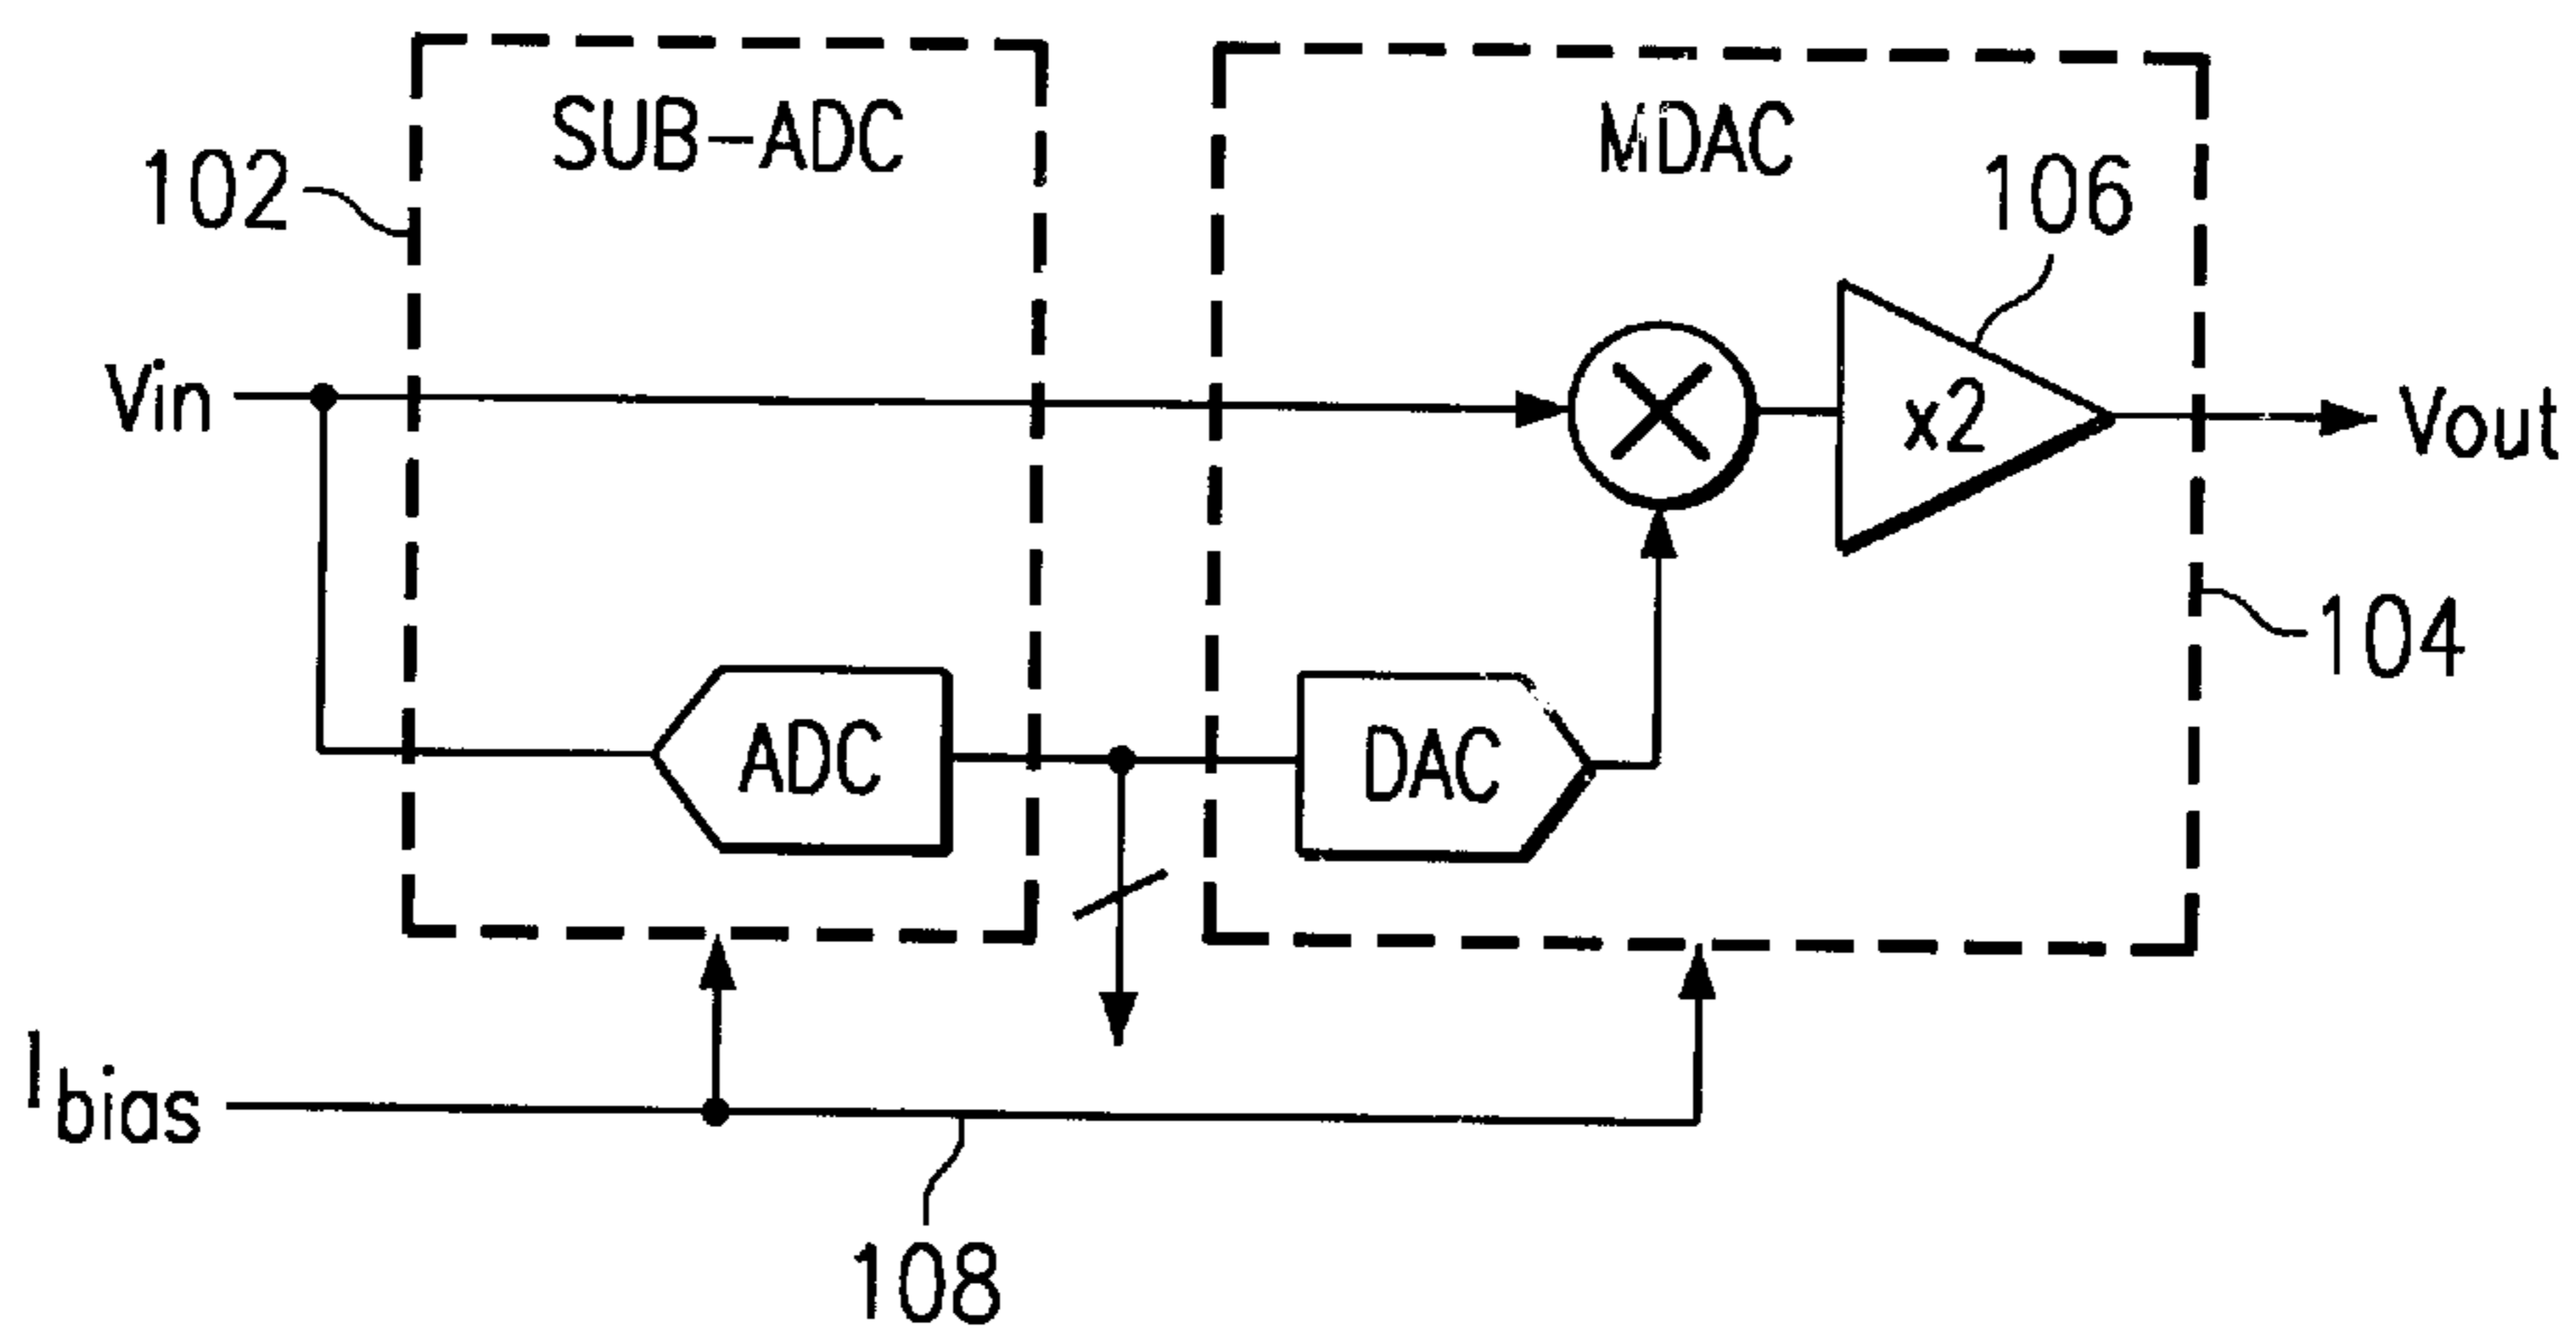 SUB-ADC
MDAC
102
106
Vin
x2
Vout
104
ADC
DAC
Ibias
108